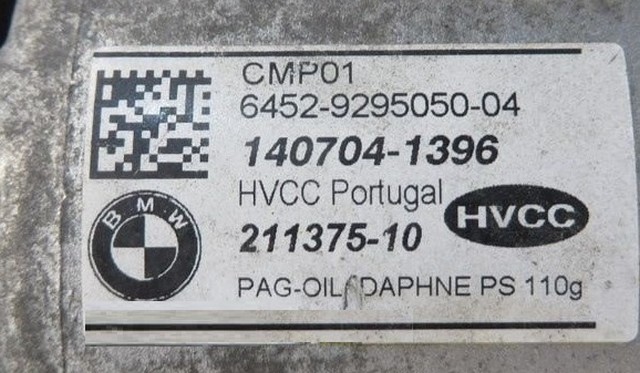 CMP01
6452-9295050-04
140704-1396
HVCC Portugal
HVCC
BMW
211375-10
PAG-OIL DAPHNE PS 110g